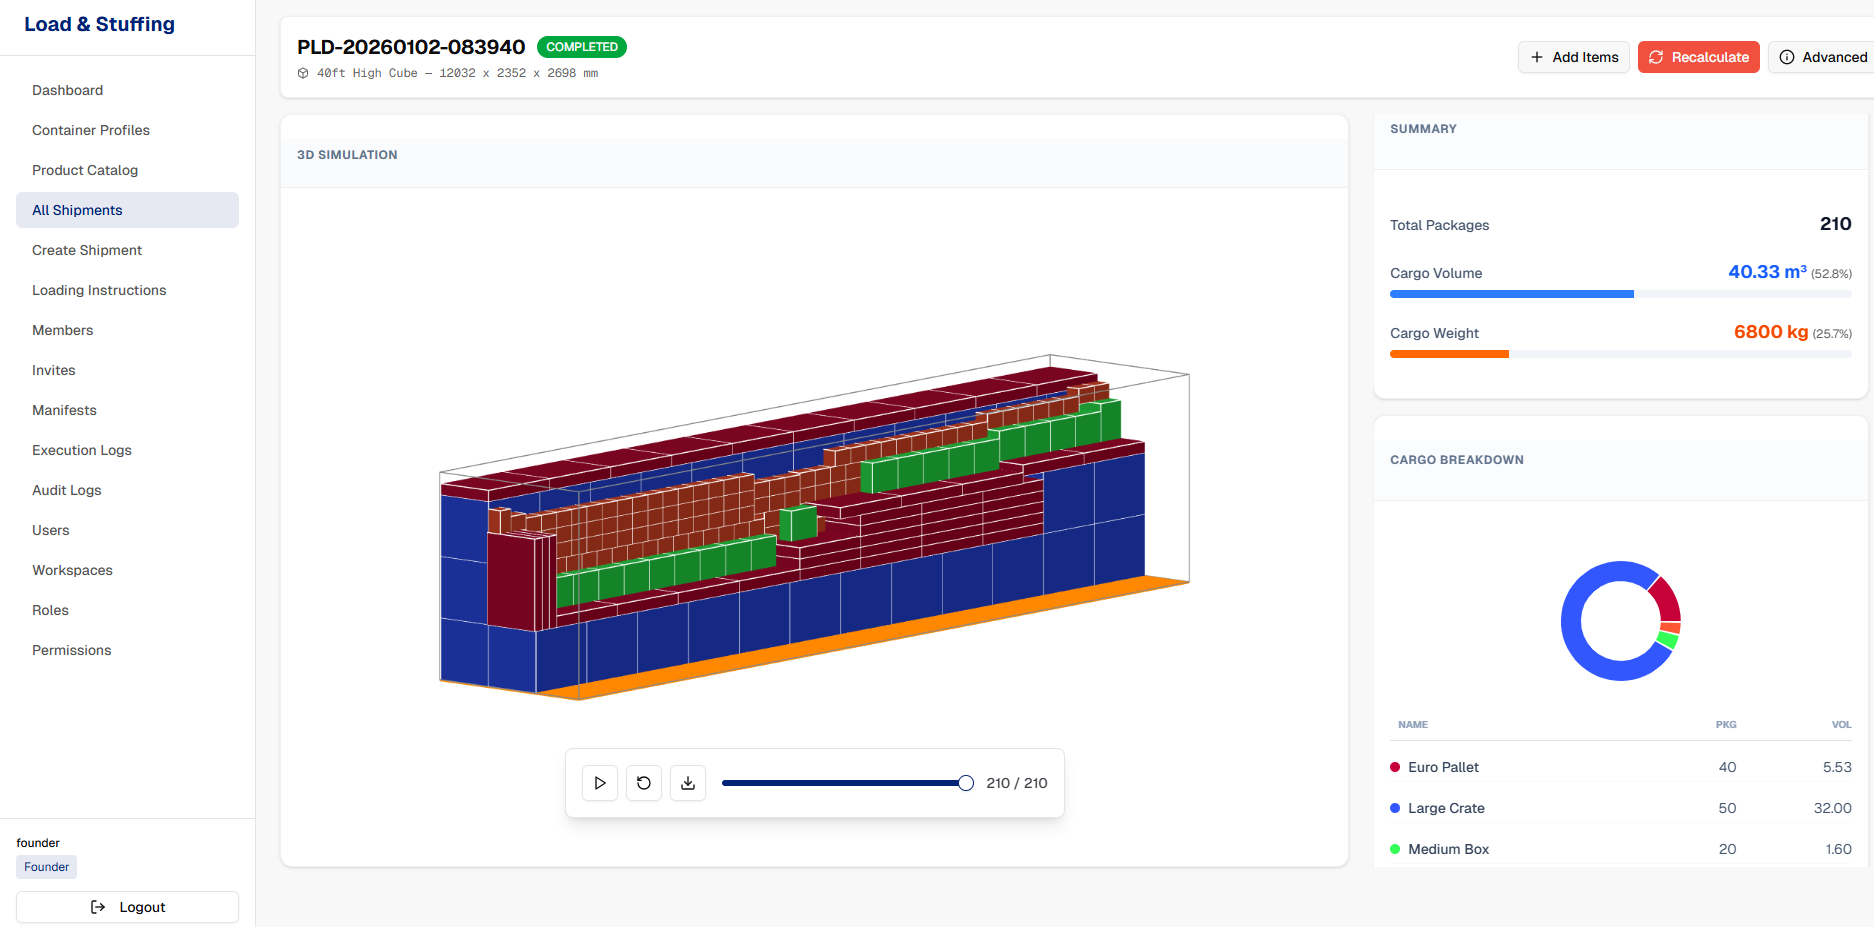 Load & Stuffing
Dashboard
Container Profiles
Product Catalog
All Shipments
Create Shipment
Loading Instructions
Members
Invites
Manifests
Execution Logs
Audit Logs
Users
Workspaces
Roles
Permissions
founder
Founder
Logout
PLD-20260102-083940 COMPLETED
40ft High Cube — 12032 x 2352 x 2698 mm
Add Items
Recalculate
Advanced
3D SIMULATION
210 / 210
SUMMARY
Total Packages 210
Cargo Volume 40.33 m³ (52.8%)
Cargo Weight 6800 kg (25.7%)
CARGO BREAKDOWN
NAME PKG VOL
Euro Pallet 40 5.53
Large Crate 50 32.00
Medium Box 20 1.60